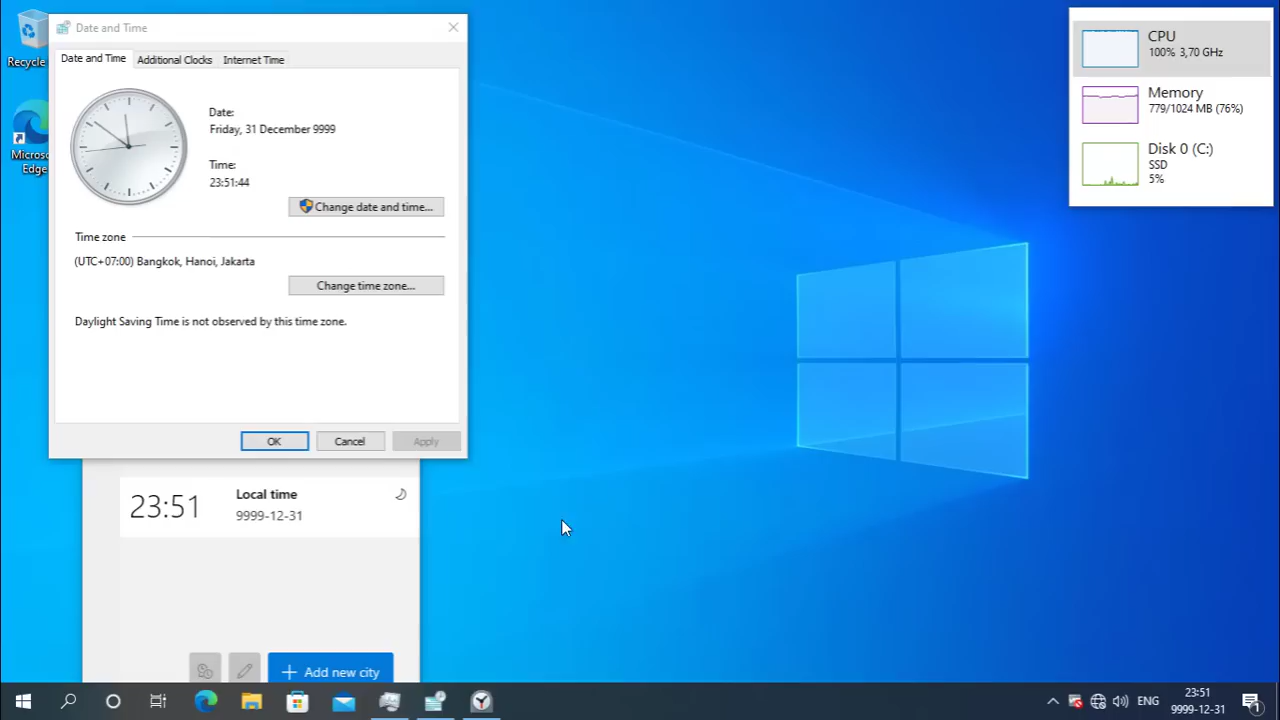 Recycle
Microso
Edge
Date and Time
Date and Time
Additional Clocks
Internet Time
Date:
Friday, 31 December 9999
Time:
23:51:44
Change date and time...
Time zone
(UTC+07:00) Bangkok, Hanoi, Jakarta
Change time zone...
Daylight Saving Time is not observed by this time zone.
OK
Cancel
Apply
23:51
Local time
9999-12-31
Add new city
CPU
100% 3,70 GHz
Memory
779/1024 MB (76%)
Disk 0 (C:)
SSD
5%
ENG
23:51
9999-12-31
1